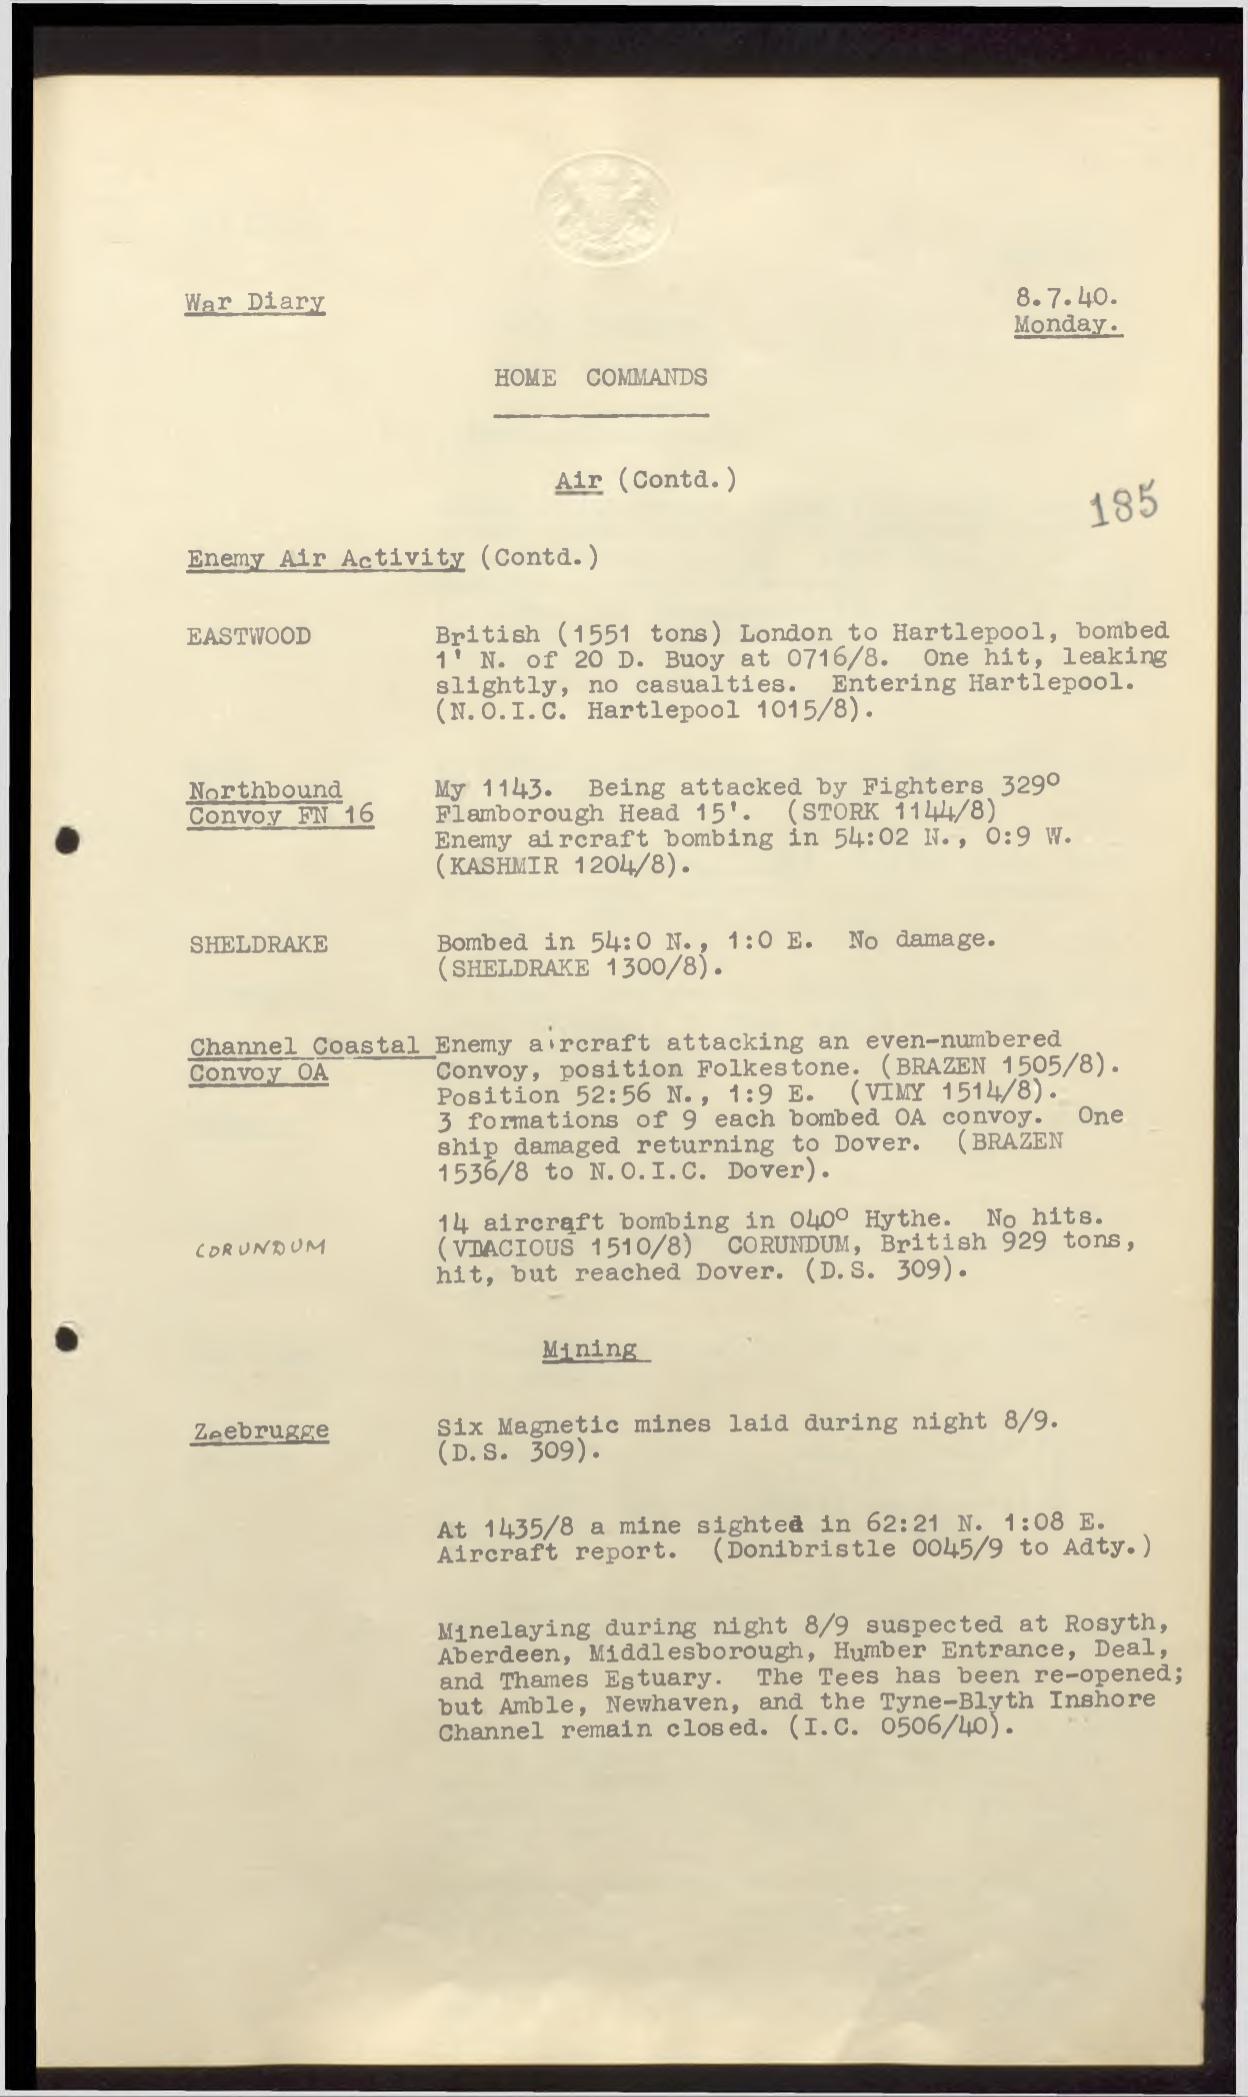 War Diary
8.7.40.
Monday.
HOME COMMANDS
Air (Contd.)
185
Enemy Air Activity (Contd.)
EASTWOOD British (1551 tons) London to Hartlepool, bombed
1' N. of 20 D. Buoy at 0716/8. One hit, leaking
slightly, no casualties. Entering Hartlepool.
(N.O.I.C. Hartlepool 1015/8).
Northbound My 1143. Being attacked by Fighters 329°
Convoy FN 16 Flamborough Head 15'. (STORK 1144/8)
Enemy aircraft bombing in 54:02 N., 0:9 W.
(KASHMIR 1204/8).
SHELDRAKE Bombed in 54:0 N., 1:0 E. No damage.
(SHELDRAKE 1300/8).
Channel Coastal Enemy aircraft attacking an even-numbered
Convoy OA Convoy, position Folkestone. (BRAZEN 1505/8).
Position 52:56 N., 1:9 E. (VIMY 1514/8).
3 formations of 9 each bombed OA convoy. One
ship damaged returning to Dover. (BRAZEN
1536/8 to N.O.I.C. Dover).
14 aircraft bombing in 040° Hythe. No hits.
CORUNDUM (VIACIOUS 1510/8) CORUNDUM, British 929 tons,
hit, but reached Dover. (D.S. 309).
Mining
Zeebrugge Six Magnetic mines laid during night 8/9.
(D.S. 309).
At 1435/8 a mine sighted in 62:21 N. 1:08 E.
Aircraft report. (Donibristle 0045/9 to Adty.)
Minelaying during night 8/9 suspected at Rosyth,
Aberdeen, Middlesborough, Humber Entrance, Deal,
and Thames Estuary. The Tees has been re-opened;
but Amble, Newhaven, and the Tyne-Blyth Inshore
Channel remain closed. (I.C. 0506/40).